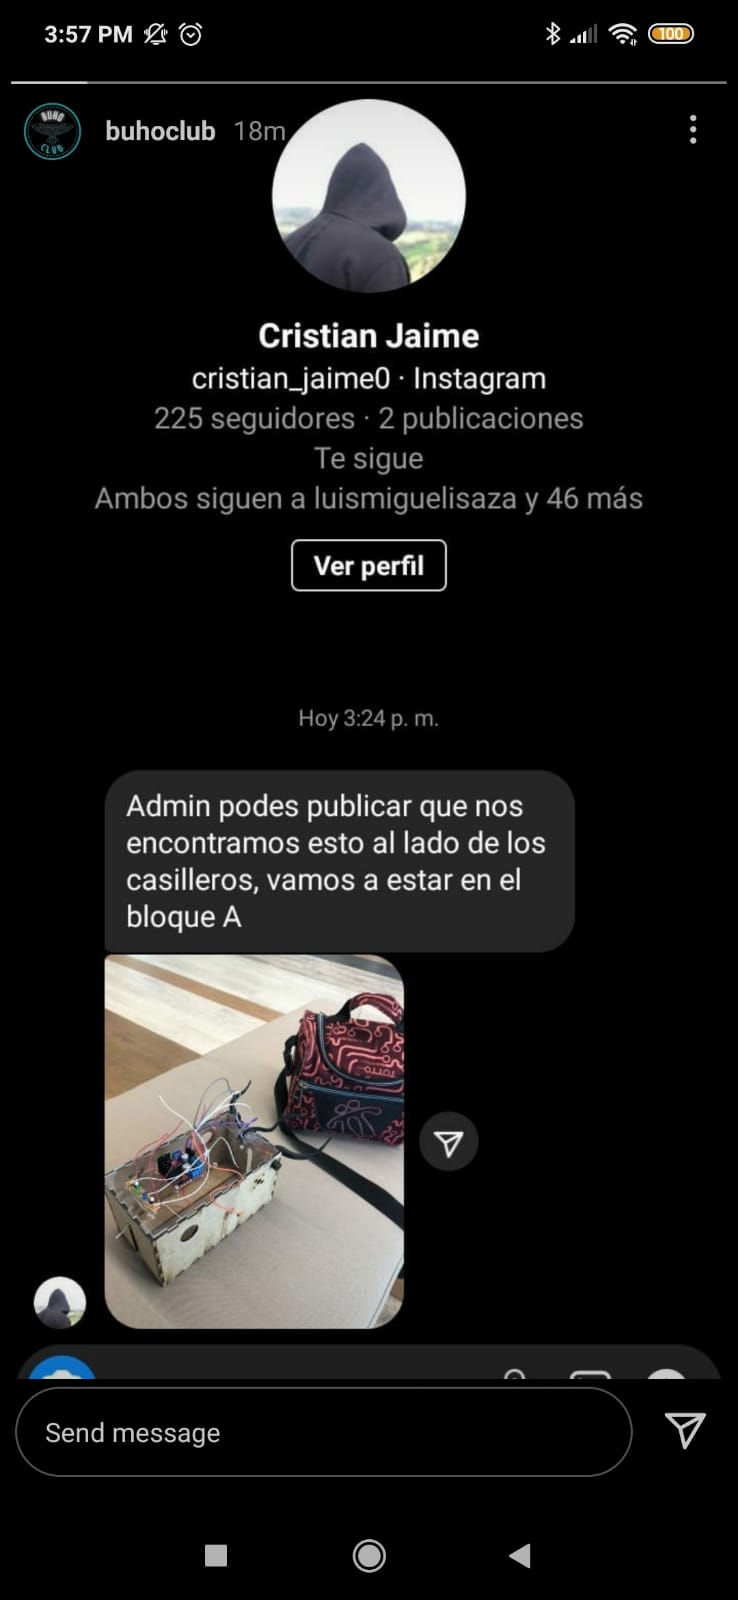 3:57 PM
100
BUHO
CLUB
buhoclub 18m
Cristian Jaime
cristian_jaime0 · Instagram
225 seguidores · 2 publicaciones
Te sigue
Ambos siguen a luismiguelisaza y 46 más
Ver perfil
Hoy 3:24 p. m.
Admin podes publicar que nos
encontramos esto al lado de los
casilleros, vamos a estar en el
bloque A
TOTTO
Send message